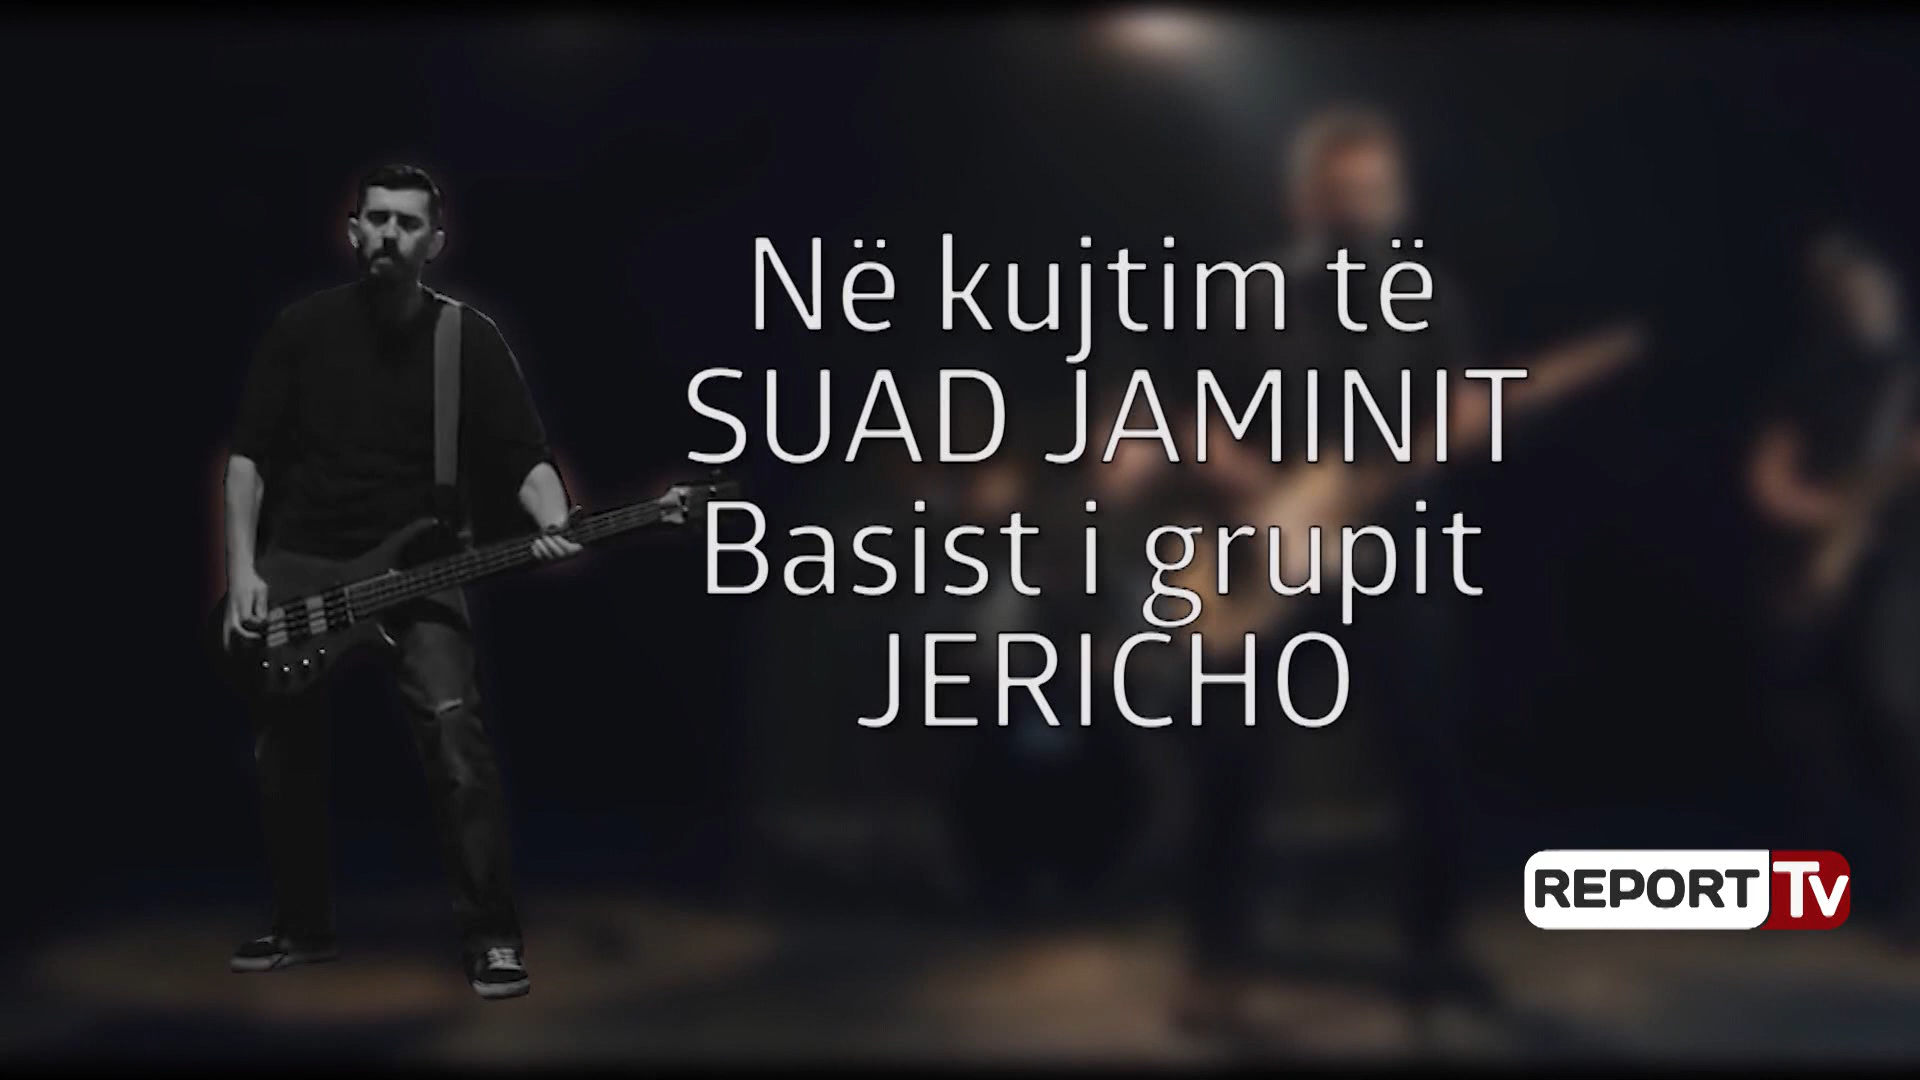 Në kujtim të
SUAD JAMINIT
Basist i grupit
JERICHO
REPORT Tv